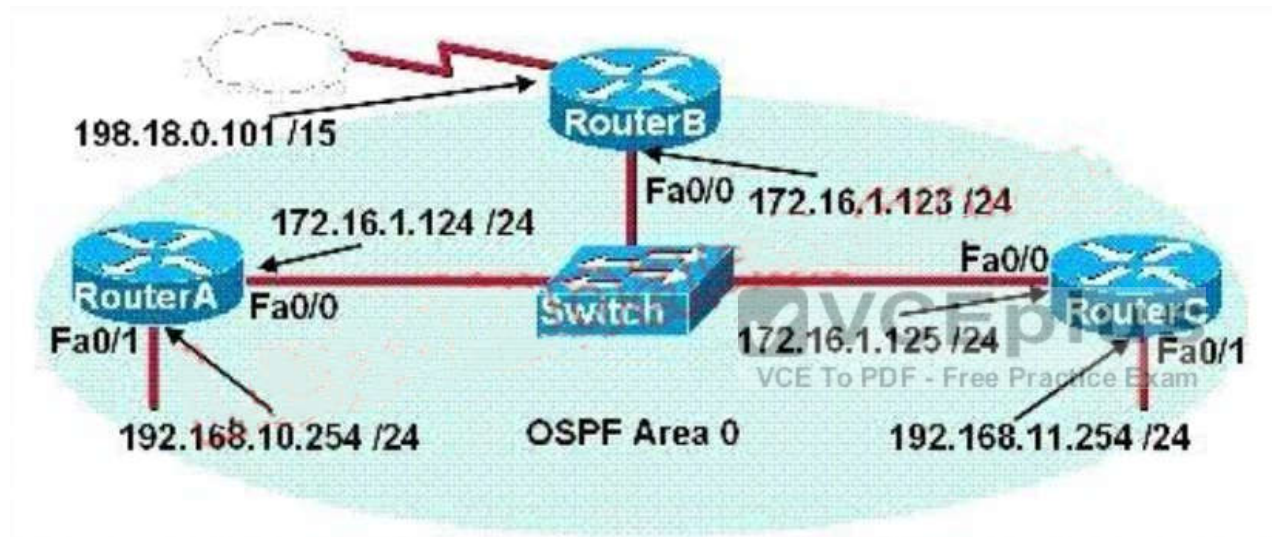 198.18.0.101 /15
RouterB
Fa0/0
172.16.1.123 /24
172.16.1.124 /24
RouterA
Fa0/0
Fa0/1
Switch
Fa0/0
RouterC
172.16.1.125 /24
Fa0/1
VCEplus
VCE To PDF - Free Practice Exam
192.168.10.254 /24
OSPF Area 0
192.168.11.254 /24